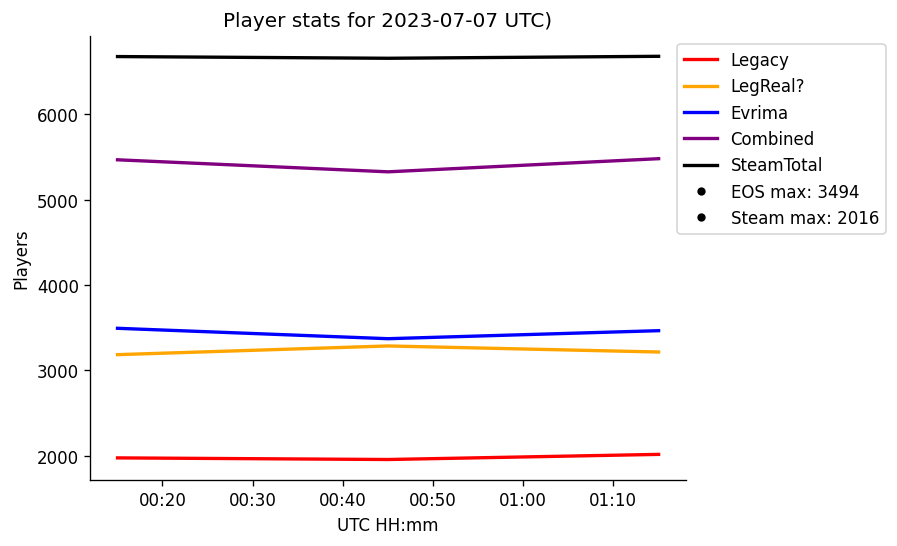 Player stats for 2023-07-07 UTC)
Legacy
LegReal?
Evrima
Combined
SteamTotal
EOS max: 3494
Steam max: 2016
Players
6000
5000
4000
3000
2000
00:20 00:30 00:40 00:50 01:00 01:10
UTC HH:mm